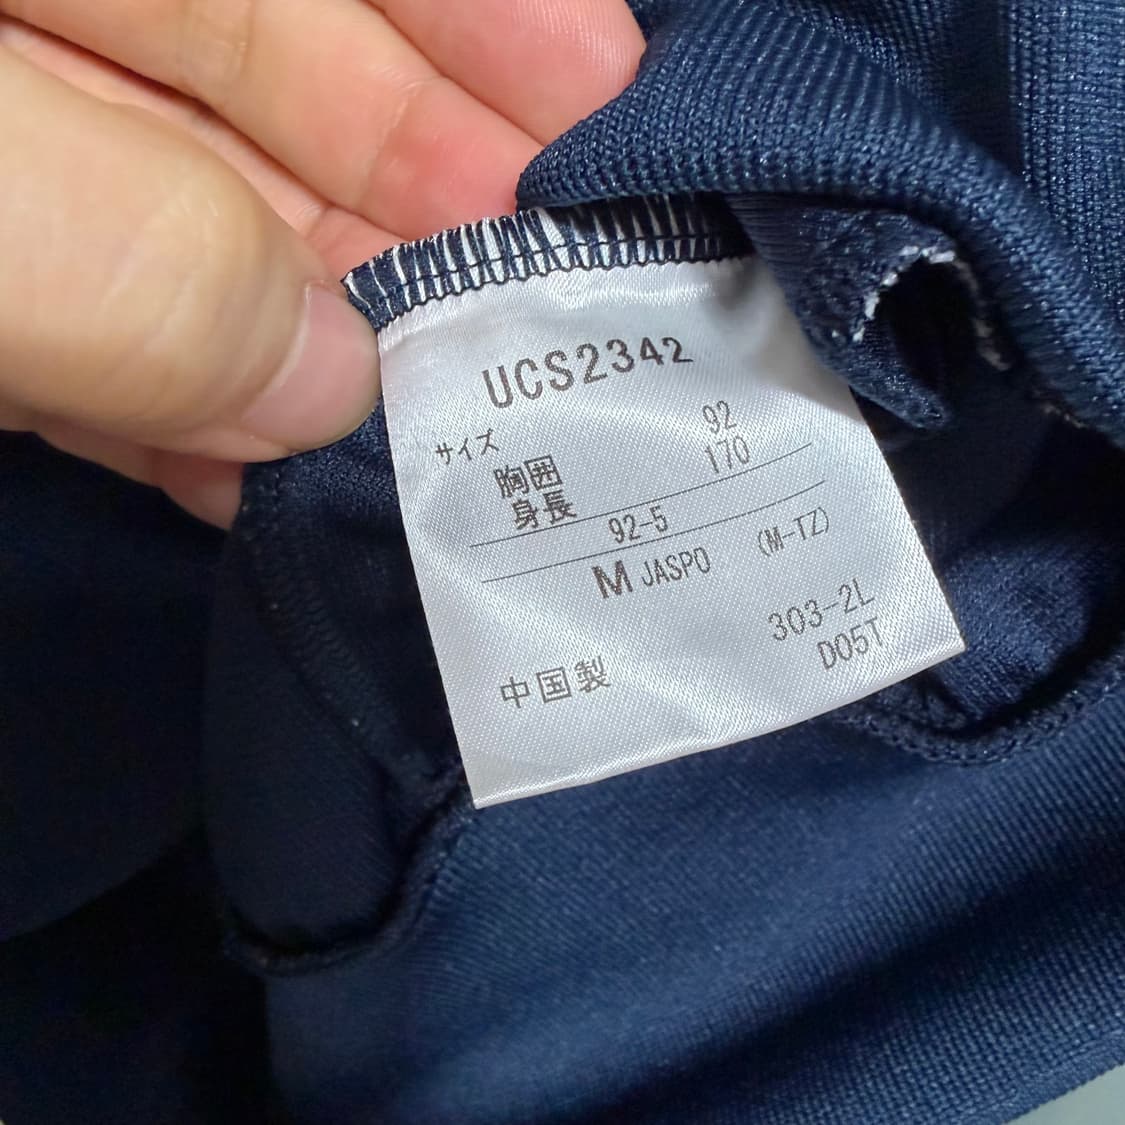 UCS2342
サイズ
胸囲 92
身長 170
92-5
M JASPO (M-TZ)
303-2L
D05T
中国製